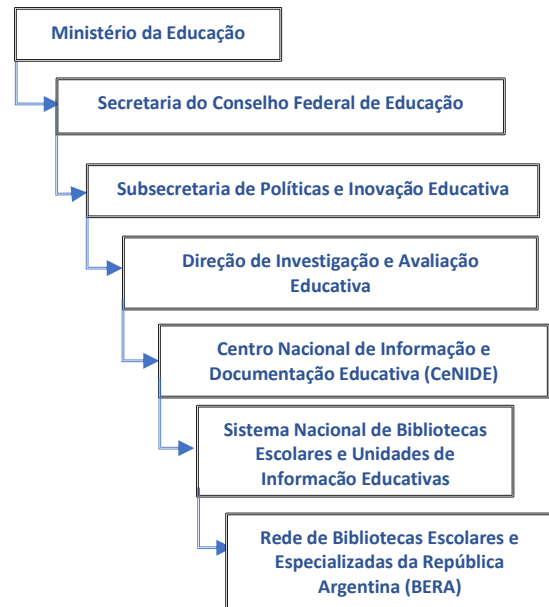 Ministério da Educação
Secretaria do Conselho Federal de Educação
Subsecretaria de Políticas e Inovação Educativa
Direção de Investigação e Avaliação
Educativa
Centro Nacional de Informação e
Documentação Educativa (CeNIDE)
Sistema Nacional de Bibliotecas
Escolares e Unidades de
Informação Educativas
Rede de Bibliotecas Escolares e
Especializadas da República
Argentina (BERA)